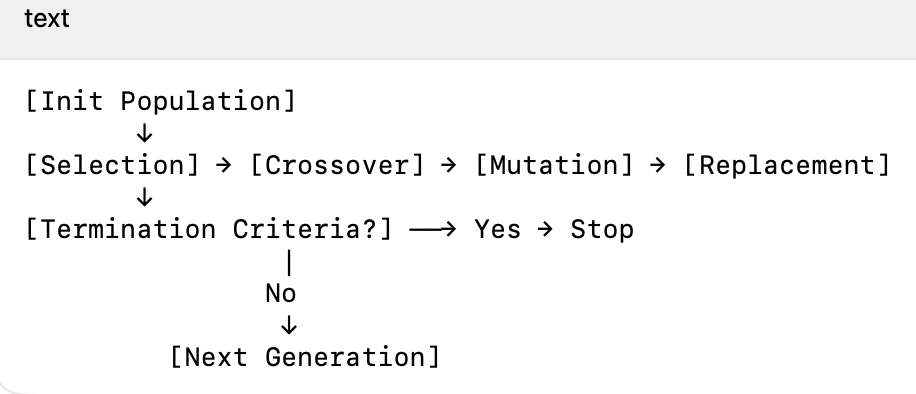 text
[Init Population]
↓
[Selection] → [Crossover] → [Mutation] → [Replacement]
↓
[Termination Criteria?] ──→ Yes → Stop
│
No
↓
[Next Generation]